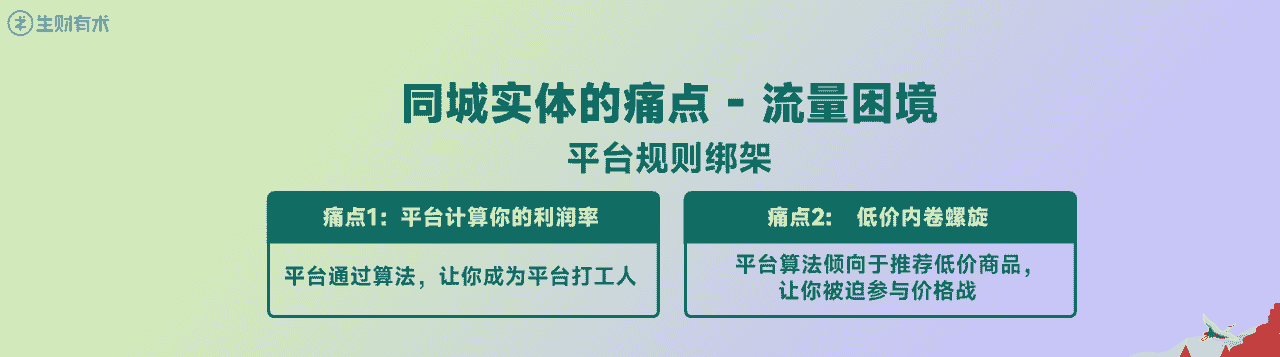 生财有术
同城实体的痛点 - 流量困境
平台规则绑架
痛点1：平台计算你的利润率
平台通过算法，让你成为平台打工人
痛点2： 低价内卷螺旋
平台算法倾向于推荐低价商品，
让你被迫参与价格战